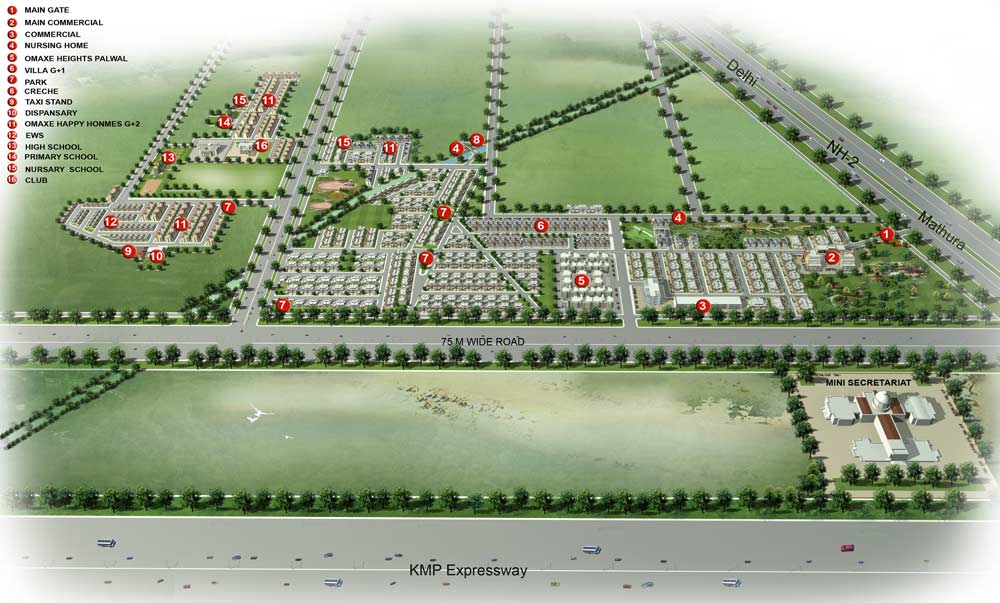 1 MAIN GATE
2 MAIN COMMERCIAL
3 COMMERCIAL
4 NURSING HOME
5 OMAXE HEIGHTS PALWAL
6 VILLA G+1
7 PARK
8 CRECHE
9 TAXI STAND
10 DISPANSARY
11 OMAXE HAPPY HONMES G+2
12 EWS
13 HIGH SCHOOL
14 PRIMARY SCHOOL
15 NURSARY SCHOOL
16 CLUB
Delhi
NH-2
Mathura
15
11
14
16
13
15
11
4
8
12
11
7
9
10
7
7
7
6
5
4
3
2
1
75 M WIDE ROAD
MINI SECRETARIAT
KMP Expressway